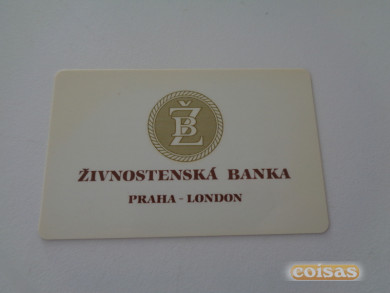 ŽB
ŽIVNOSTENSKÁ BANKA
PRAHA - LONDON
coisas